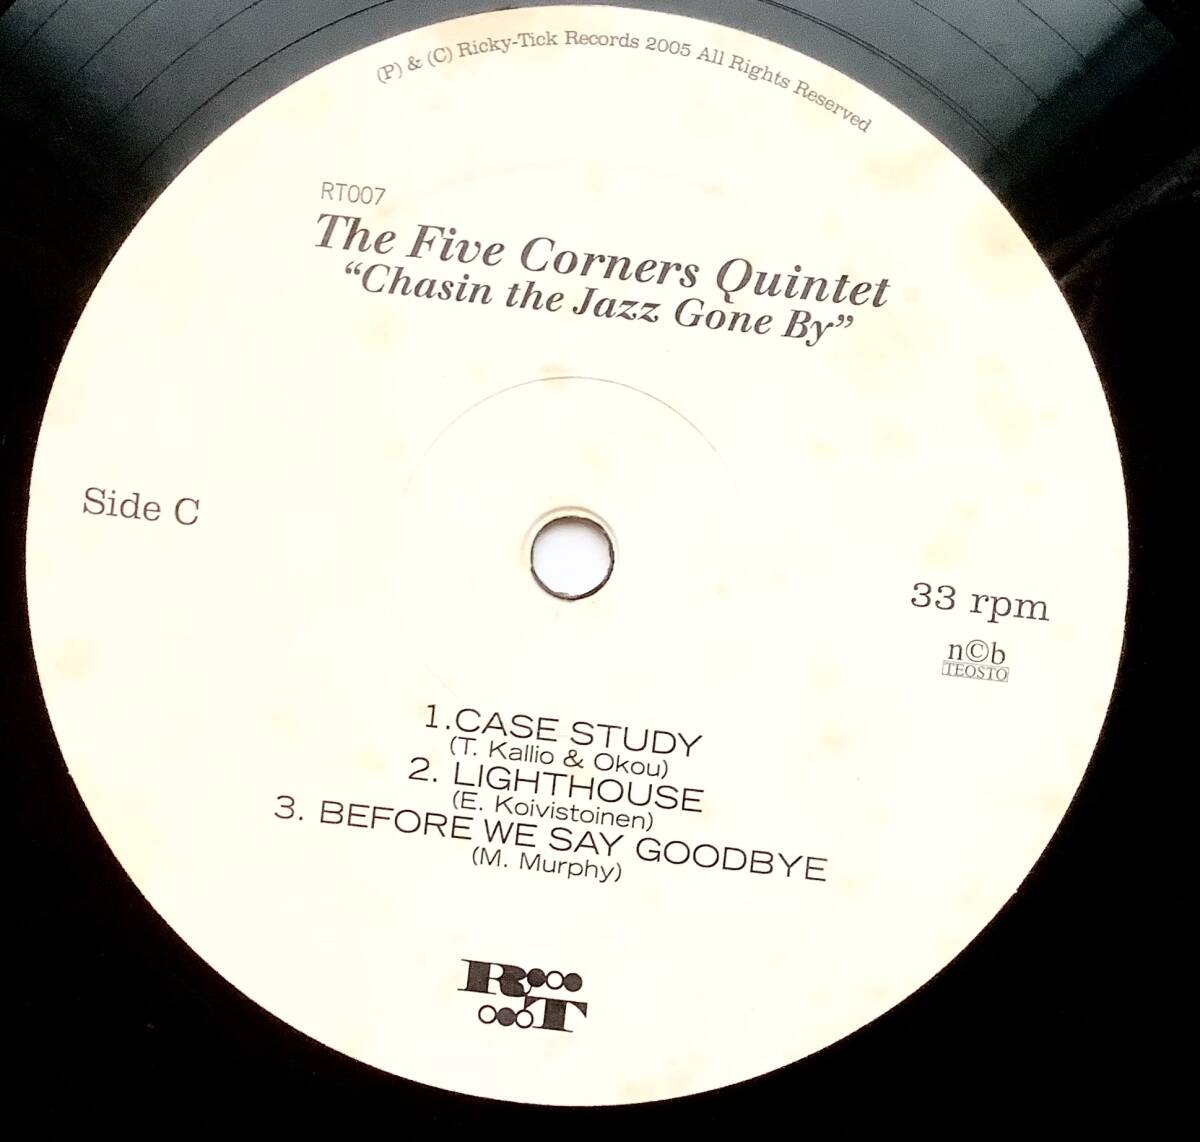 (P) & (C) Ricky-Tick Records 2005 All Rights Reserved
RT007
The Five Corners Quintet
“Chasin the Jazz Gone By”
Side C
33 rpm
n©b
TEOSTO
1.CASE STUDY
(T. Kallio & Okou)
2. LIGHTHOUSE
(E. Koivistoinen)
3. BEFORE WE SAY GOODBYE
(M. Murphy)
R
T